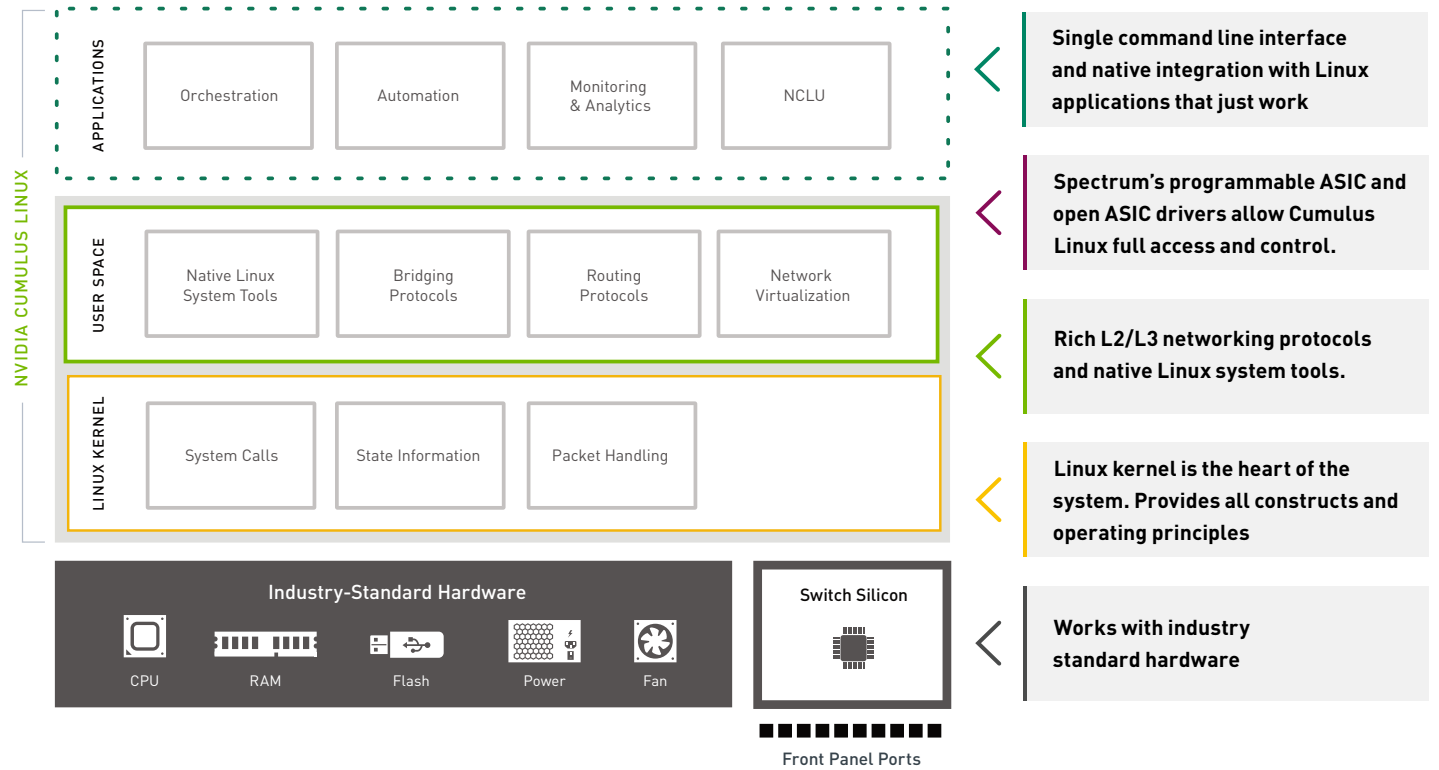 NVIDIA CUMULUS LINUX
APPLICATIONS
Orchestration
Automation
Monitoring
& Analytics
NCLU
USER SPACE
Native Linux
System Tools
Bridging
Protocols
Routing
Protocols
Network
Virtualization
LINUX KERNEL
System Calls
State Information
Packet Handling
Industry-Standard Hardware
CPU
RAM
Flash
Power
Fan
Switch Silicon
Front Panel Ports
Single command line interface
and native integration with Linux
applications that just work
Spectrum’s programmable ASIC and
open ASIC drivers allow Cumulus
Linux full access and control.
Rich L2/L3 networking protocols
and native Linux system tools.
Linux kernel is the heart of the
system. Provides all constructs and
operating principles
Works with industry
standard hardware